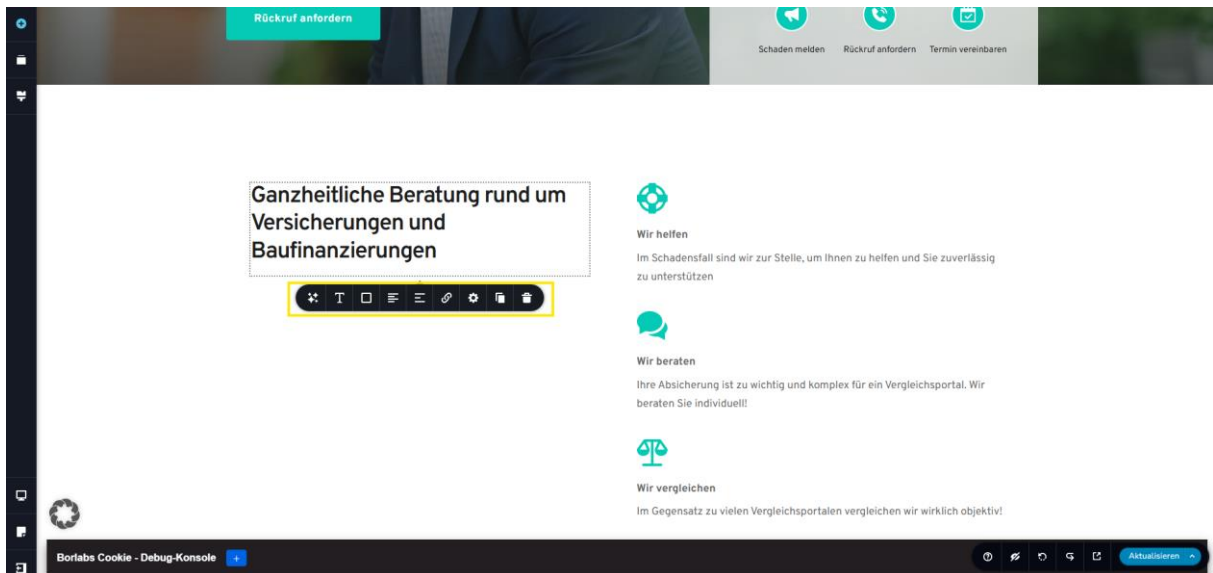 Rückruf anfordern
Schaden melden
Rückruf anfordern
Termin vereinbaren
Ganzheitliche Beratung rund um
Versicherungen und
Baufinanzierungen
T
Wir helfen
Im Schadensfall sind wir zur Stelle, um Ihnen zu helfen und Sie zuverlässig
zu unterstützen
Wir beraten
Ihre Absicherung ist zu wichtig und komplex für ein Vergleichsportal. Wir
beraten Sie individuell!
Wir vergleichen
Im Gegensatz zu vielen Vergleichsportalen vergleichen wir wirklich objektiv!
Borlabs Cookie - Debug-Konsole
+
Aktualisieren